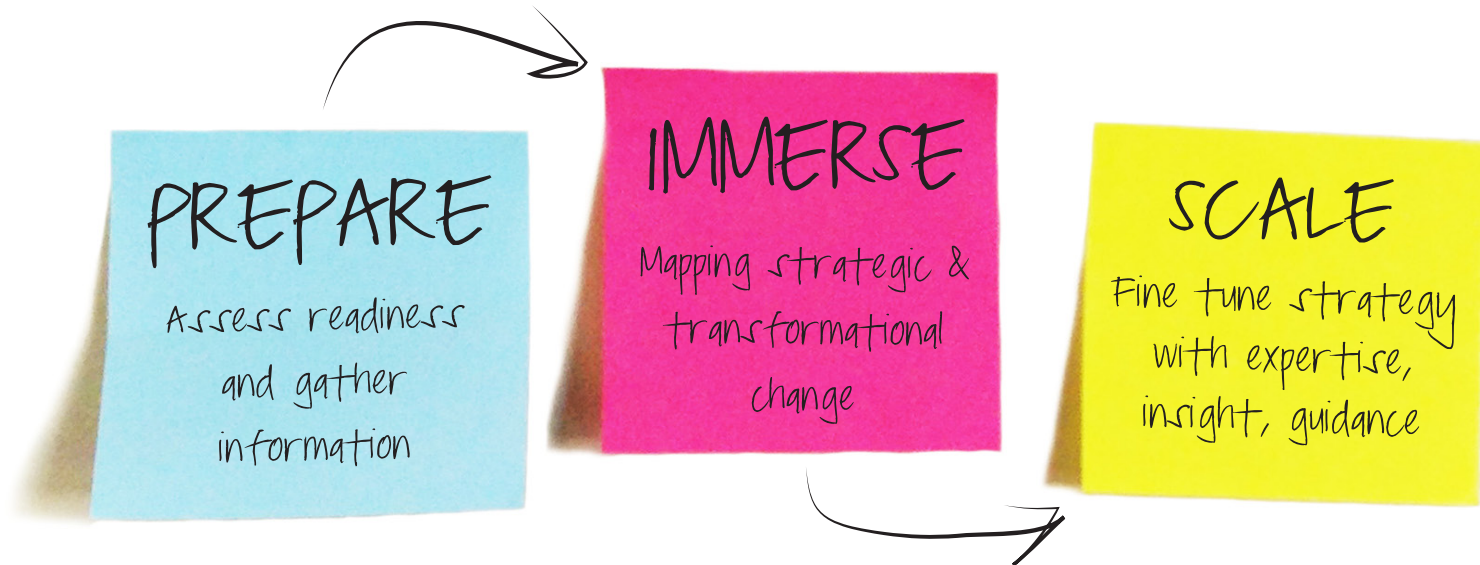 PREPARE
Assess readiness
and gather
information
IMMERSE
Mapping strategic &
transformational
change
SCALE
Fine tune strategy
with expertise,
insight, guidance